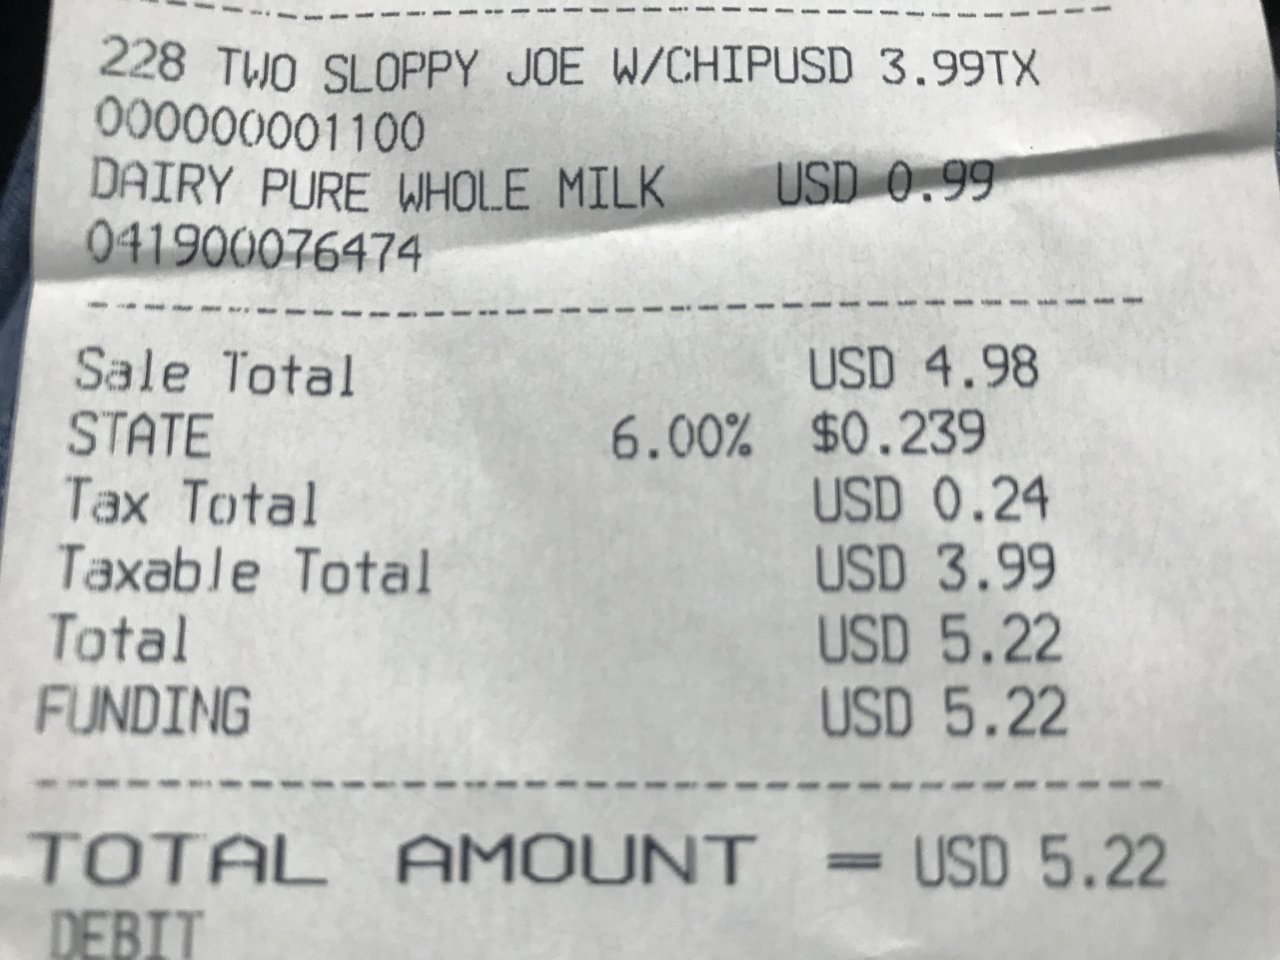 228 TWO SLOPPY JOE W/CHIPUSD 3.99TX
000000001100
DAIRY PURE WHOLE MILK USD 0.99
041900076474
Sale Total USD 4.98
STATE 6.00% $0.239
Tax Total USD 0.24
Taxable Total USD 3.99
Total USD 5.22
FUNDING USD 5.22
TOTAL AMOUNT = USD 5.22
DEBIT